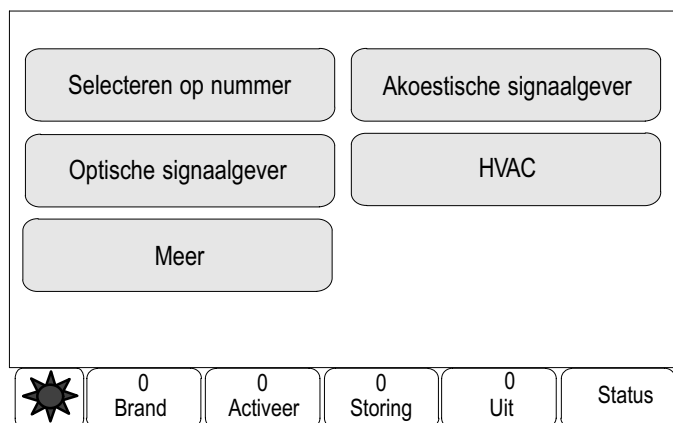 Selecteren op nummer
Akoestische signaalgever
Optische signaalgever
HVAC
Meer
0
Brand
0
Activeer
0
Storing
0
Uit
Status